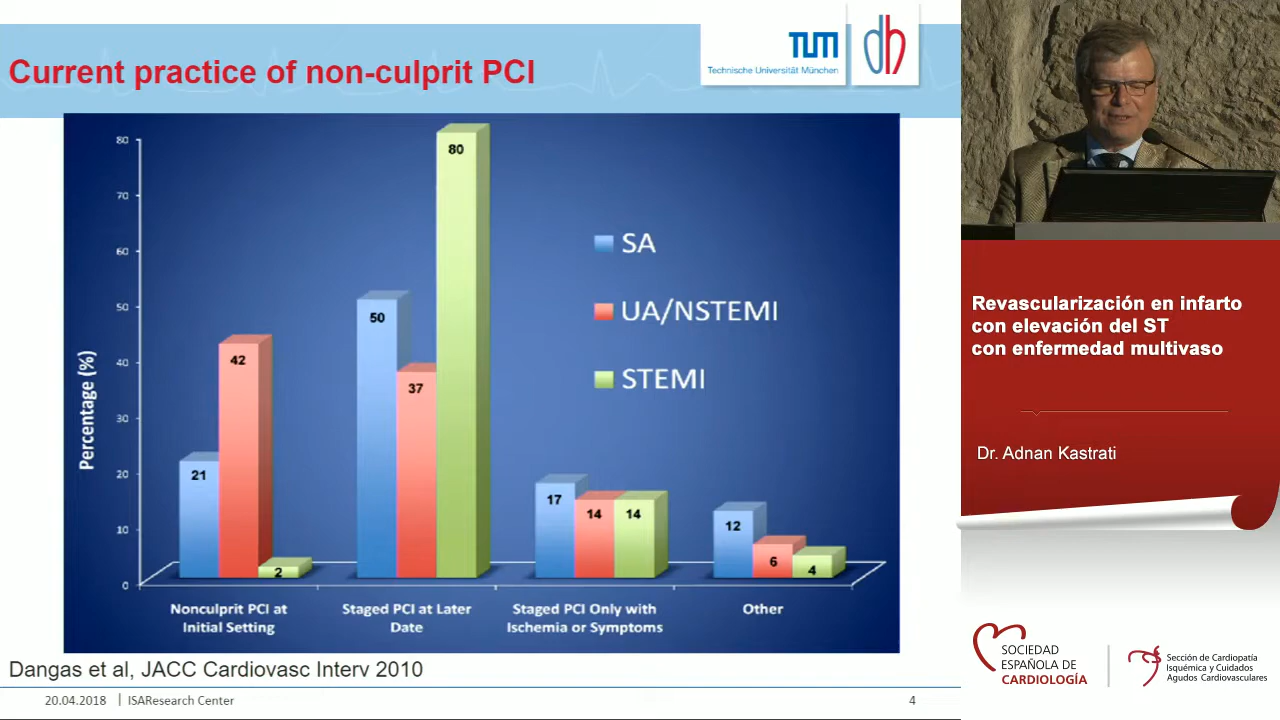 Current practice of non-culprit PCI
TUM
Technische Universität München
dh
80
70
60
50
40
30
20
10
0
Percentage (%)
21
42
2
50
37
80
17
14
14
12
6
4
SA
UA/NSTEMI
STEMI
Nonculprit PCI at
Initial Setting
Staged PCI at Later
Date
Staged PCI Only with
Ischemia or Symptoms
Other
Dangas et al, JACC Cardiovasc Interv 2010
20.04.2018 | ISAResearch Center
4
Revascularización en infarto
con elevación del ST
con enfermedad multivaso
Dr. Adnan Kastrati
SOCIEDAD
ESPAÑOLA DE
CARDIOLOGÍA
Sección de Cardiopatía
Isquémica y Cuidados
Agudos Cardiovasculares